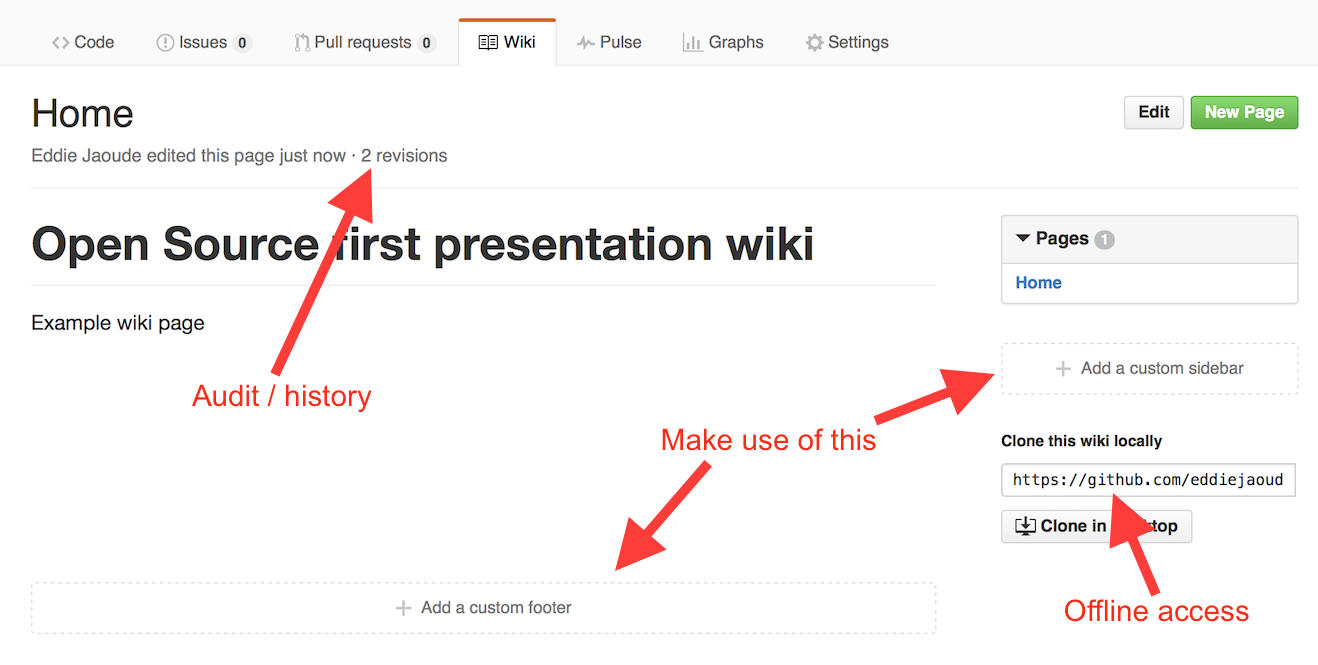 Code Issues 0 Pull requests 0 Wiki Pulse Graphs Settings
Home
Edit
New Page
Eddie Jaoude edited this page just now · 2 revisions
Open Source first presentation wiki
Example wiki page
Audit / history
Pages 1
Home
Add a custom sidebar
Make use of this
Clone this wiki locally
https://github.com/eddiejaoud
Clone in top
Offline access
Add a custom footer